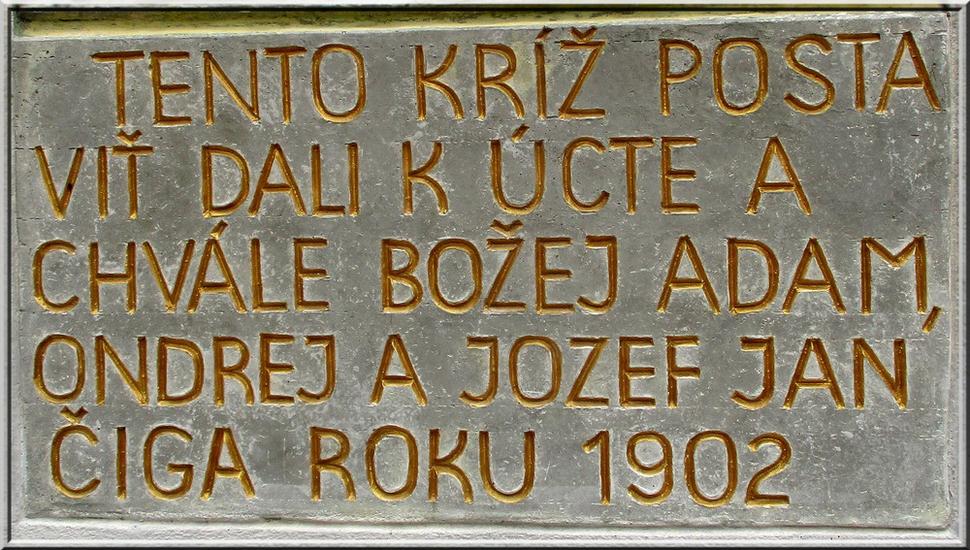 TENTO KRÍŽ POSTA
VIŤ DALI K ÚCTE A
CHVÁLE BOŽEJ ADAM,
ONDREJ A JOZEF JAN
ČIGA ROKU 1902